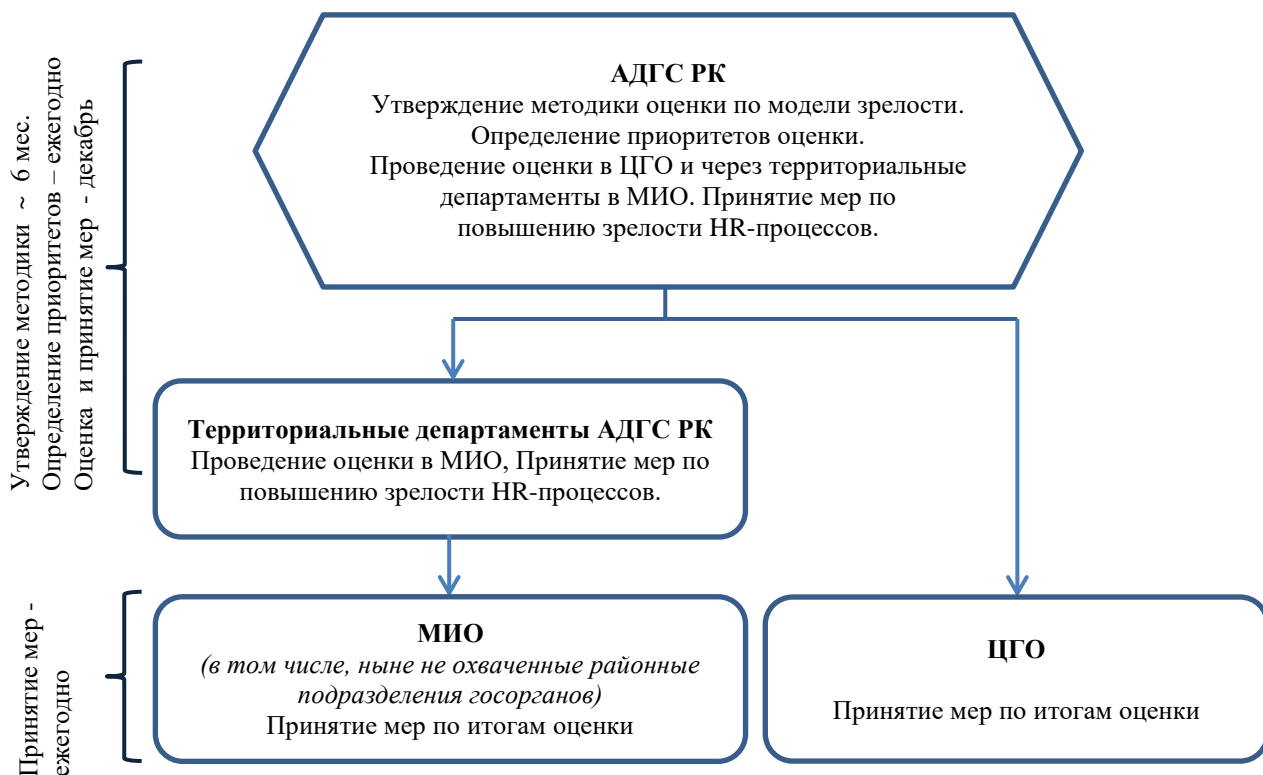 Утверждение методики ~ 6 мес.
Определение приоритетов – ежегодно
Оценка и принятие мер - декабрь
АДГС РК
Утверждение методики оценки по модели зрелости.
Определение приоритетов оценки.
Проведение оценки в ЦГО и через территориальные
департаменты в МИО. Принятие мер по
повышению зрелости HR-процессов.
Территориальные департаменты АДГС РК
Проведение оценки в МИО, Принятие мер по
повышению зрелости HR-процессов.
Принятие мер -
ежегодно
МИО
(в том числе, ныне не охваченные районные
подразделения госорганов)
Принятие мер по итогам оценки
ЦГО
Принятие мер по итогам оценки